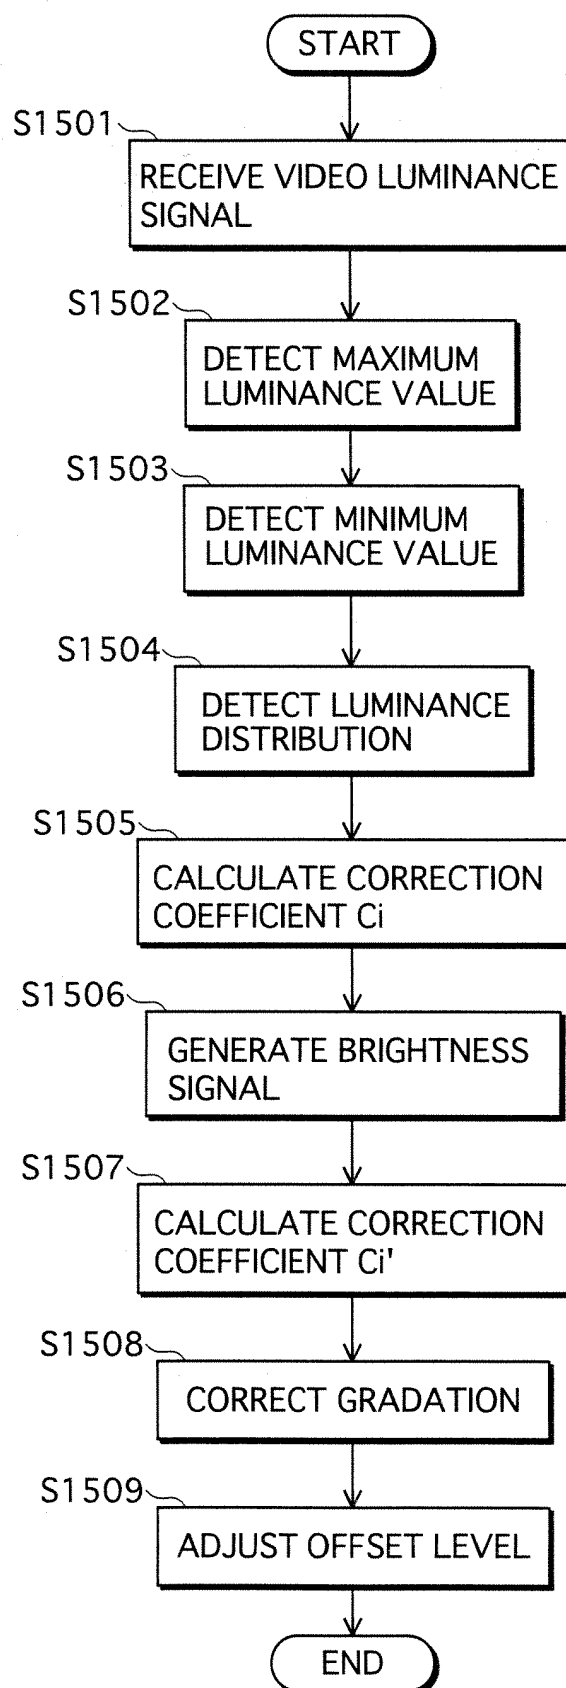 START
S1501
RECEIVE VIDEO LUMINANCE
SIGNAL
S1502
DETECT MAXIMUM
LUMINANCE VALUE
S1503
DETECT MINIMUM
LUMINANCE VALUE
S1504
DETECT LUMINANCE
DISTRIBUTION
S1505
CALCULATE CORRECTION
COEFFICIENT Ci
S1506
GENERATE BRIGHTNESS
SIGNAL
S1507
CALCULATE CORRECTION
COEFFICIENT Ci'
S1508
CORRECT GRADATION
S1509
ADJUST OFFSET LEVEL
END